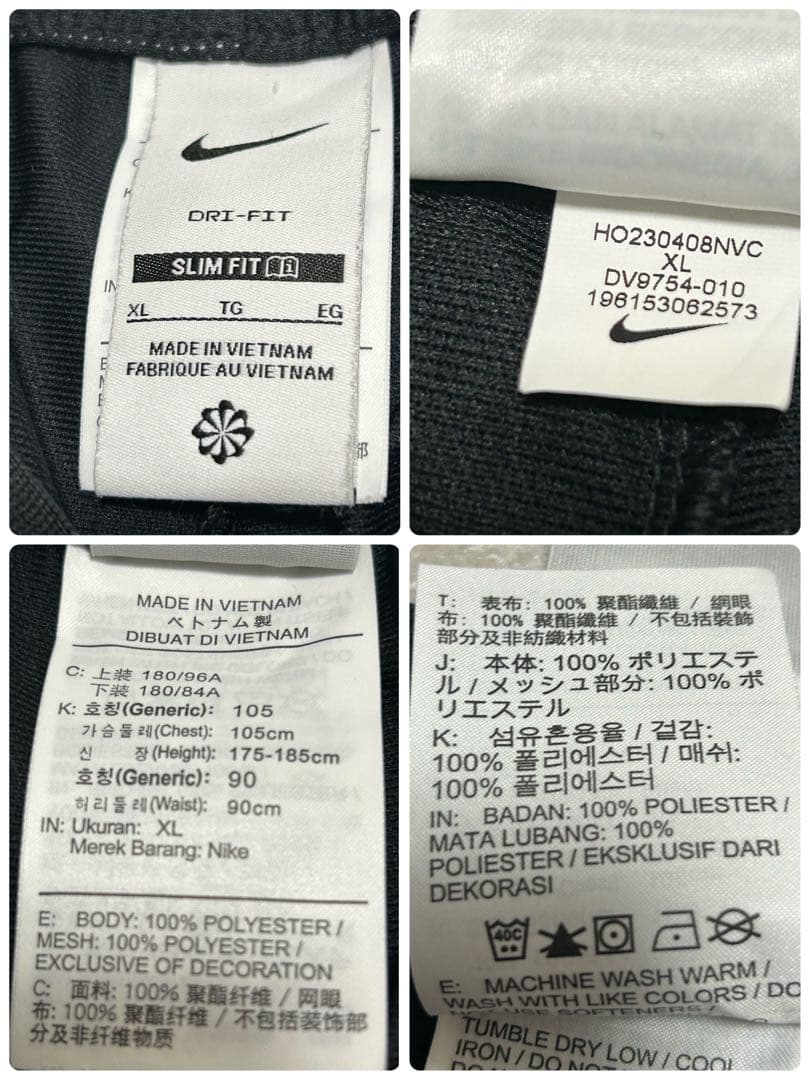 DRI-FIT
SLIM FIT
XL TG EG
MADE IN VIETNAM
FABRIQUE AU VIETNAM
HO230408NVC
XL
DV9754-010
196153062573
MADE IN VIETNAM
ベトナム製
DIBUAT DI VIETNAM
C: 上装 180/96A
下装 180/84A
K: 호칭(Generic): 105
가슴둘레(Chest): 105cm
신 장(Height): 175-185cm
호칭(Generic): 90
허리둘레(Waist): 90cm
IN: Ukuran: XL
Merek Barang: Nike
E: BODY: 100% POLYESTER /
MESH: 100% POLYESTER /
EXCLUSIVE OF DECORATION
C: 面料: 100% 聚酯纤维 / 网眼
布: 100% 聚酯纤维 / 不包括装饰部
分及非纤维物质
T: 表布: 100% 聚酯纖維 / 網眼
布: 100% 聚酯纖維 / 不包括裝飾
部分及非紡織材料
J: 本体: 100% ポリエステ
ル / メッシュ部分: 100% ポ
リエステル
K: 섬유혼용율 / 겉감:
100% 폴리에스터 / 매쉬:
100% 폴리에스터
IN: BADAN: 100% POLIESTER /
MATA LUBANG: 100%
POLIESTER / EKSKLUSIF DARI
DEKORASI
40C
E: MACHINE WASH WARM /
WASH WITH LIKE COLORS / DO
NOT USE SOFTENERS /
TUMBLE DRY LOW / COOL
IRON / DO NOT